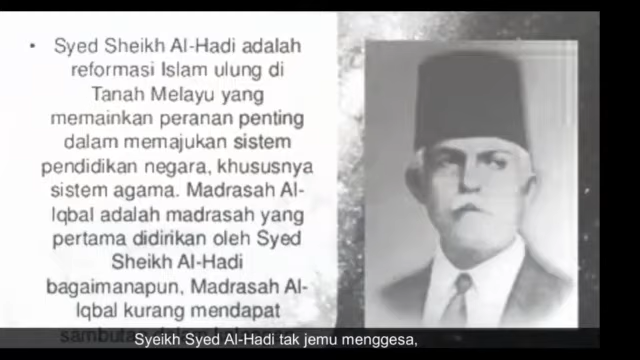 • Syed Sheikh Al-Hadi adalah
reformasi Islam ulung di
Tanah Melayu yang
memainkan peranan penting
dalam memajukan sistem
pendidikan negara, khususnya
sistem agama. Madrasah Al-
Iqbal adalah madrasah yang
pertama didirikan oleh Syed
Sheikh Al-Hadi
bagaimanapun, Madrasah Al-
Iqbal kurang mendapat
sambutan
Syeikh Syed Al-Hadi tak jemu menggesa,